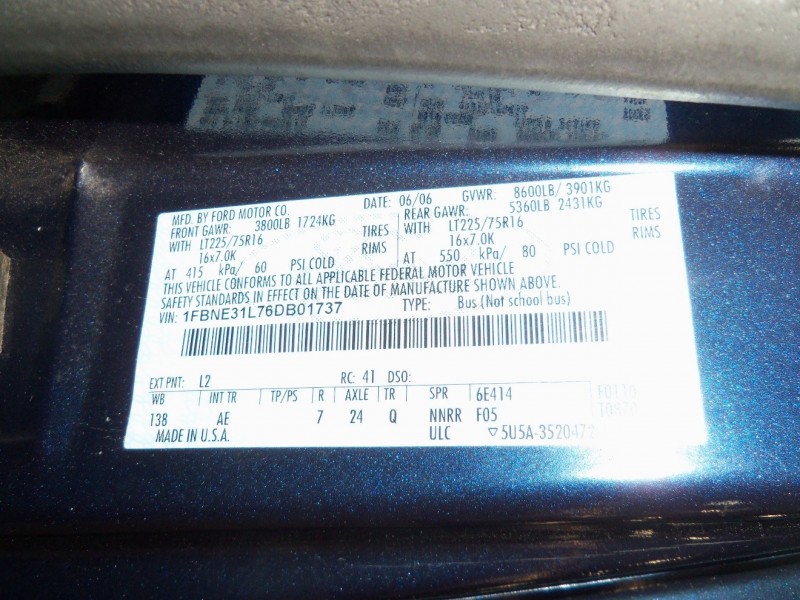 MFD. BY FORD MOTOR CO. DATE: 06/06 GVWR: 8600LB/ 3901KG
FRONT GAWR: 3800LB 1724KG REAR GAWR: 5360LB 2431KG
WITH LT225/75R16 TIRES WITH LT225/75R16 TIRES
16x7.0K RIMS 16x7.0K RIMS
AT 415 kPa/ 60 PSI COLD AT 550 kPa/ 80 PSI COLD
THIS VEHICLE CONFORMS TO ALL APPLICABLE FEDERAL MOTOR VEHICLE
SAFETY STANDARDS IN EFFECT ON THE DATE OF MANUFACTURE SHOWN ABOVE.
VIN: 1FBNE31L76DB01737 TYPE: Bus (Not school bus)
EXT PNT: L2 RC: 41 DSO:
WB INT TR TP/PS R AXLE TR SPR 6E414
138 AE 7 24 Q NNRR F05
MADE IN U.S.A. ULC ▽5U5A-3520472